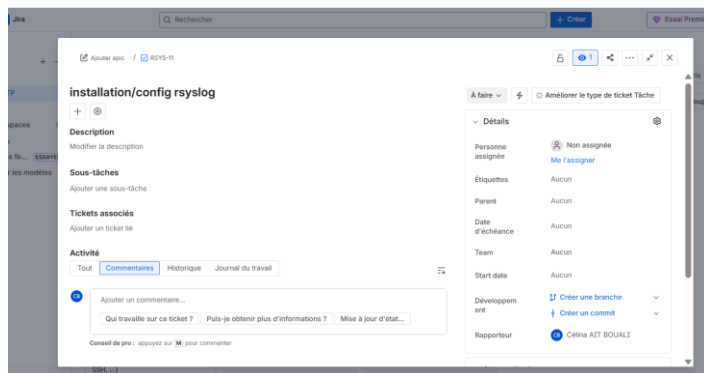 Jira
Rechercher
+ Créer
Essai Premi
Ajouter epic / RSYS-11
1
installation/config rsyslog
À faire
Améliorer le type de ticket Tâche
Description
Modifier la description
Sous-tâches
Ajouter une sous-tâche
Tickets associés
Ajouter un ticket lié
Activité
Tout Commentaires Historique Journal du travail
CB
Ajouter un commentaire...
Qui travaille sur ce ticket ? Puis-je obtenir plus d'informations ? Mise à jour d'état...
Conseil de pro : appuyez sur M pour commenter
Détails
Personne assignée
Non assignée
Me l'assigner
Étiquettes
Aucun
Parent
Aucun
Date d'échéance
Aucun
Team
Aucun
Start date
Aucun
Développem
ent
Créer une branche
Créer un commit
Rapporteur
CB
Célina AIT BOUALI
spaces
ESSAYE
r les modèles
SSH, ...)